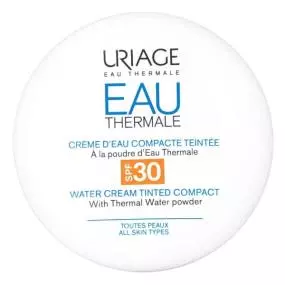 URIAGE
EAU THERMALE
EAU
THERMALE
CRÈME D'EAU COMPACTE TEINTÉE
À la poudre d'Eau Thermale
SPF 30
WATER CREAM TINTED COMPACT
With Thermal Water powder
TOUTES PEAUX
ALL SKIN TYPES